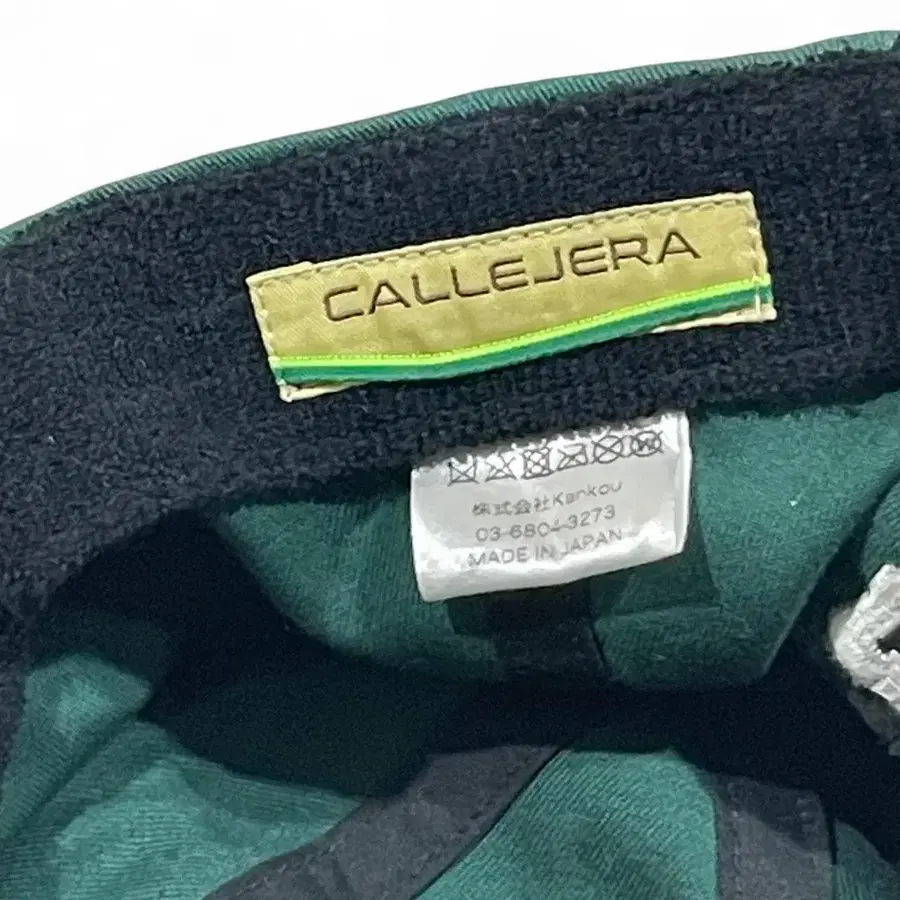 CALLEJERA
株式会社Kankou
03-6804-3273
MADE IN JAPAN